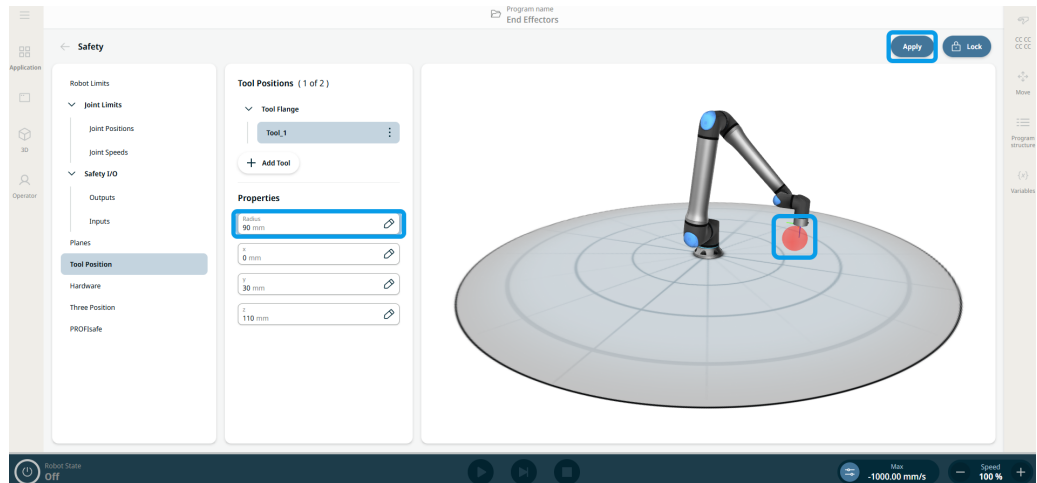 Program name
End Effectors
Safety
Apply
Lock
Application
3D
Operator
Robot Limits
Joint Limits
Joint Positions
Joint Speeds
Safety I/O
Outputs
Inputs
Planes
Tool Position
Hardware
Three Position
PROFIsafe
Tool Positions ( 1 of 2 )
Tool Flange
Tool_1
+ Add Tool
Properties
Radius
90 mm
x
0 mm
y
30 mm
z
110 mm
CC CC
CC CC
Move
Program
structure
Variables
Robot State
Off
Max
-1000.00 mm/s
Speed
100 %